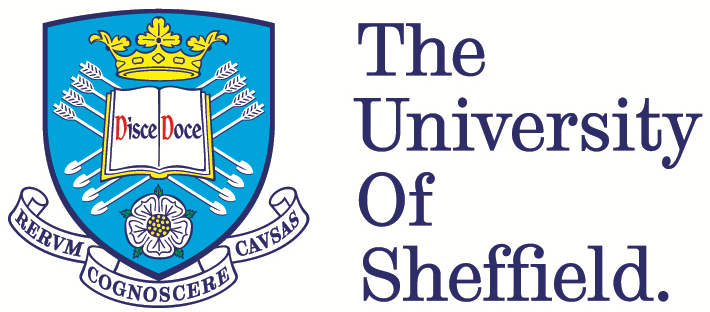 Disce Doce
RERVM COGNOSCERE CAVSAS
The
University
Of
Sheffield.